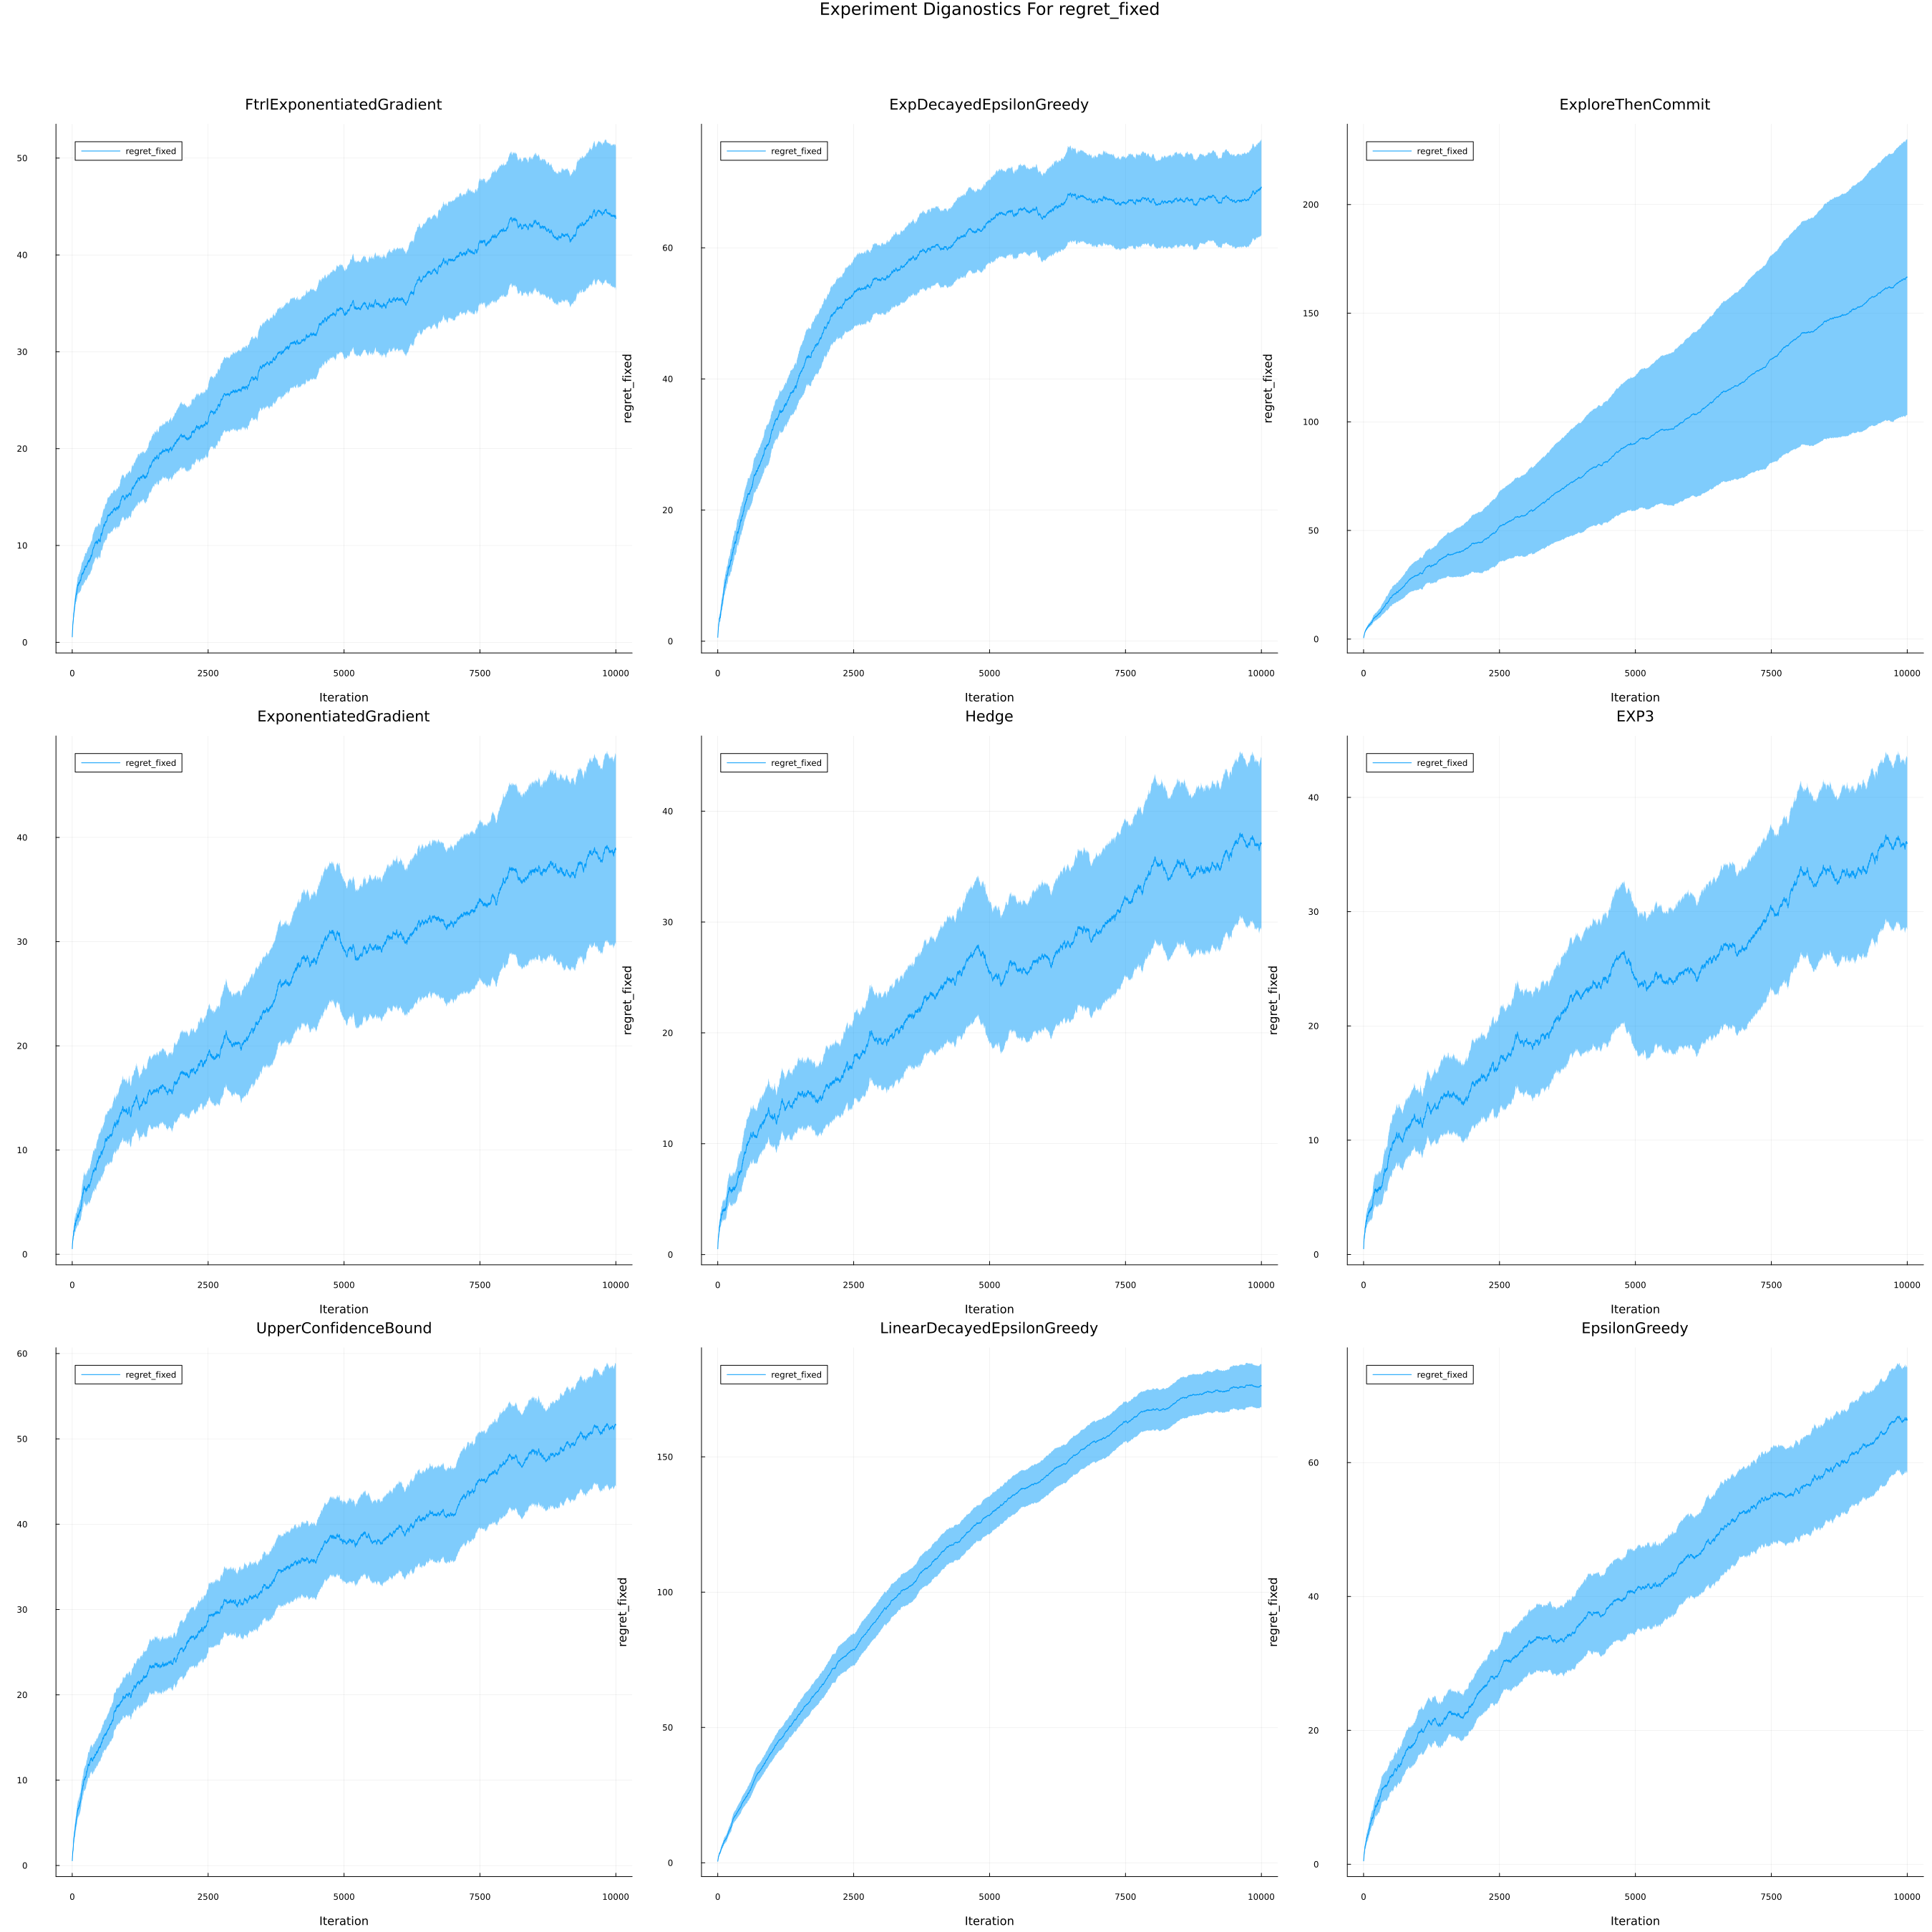 Experiment Diganostics For regret_fixed
FtrlExponentiatedGradient
regret_fixed
50
40
30
20
10
0
0 2500 5000 7500 10000
Iteration
ExpDecayedEpsilonGreedy
regret_fixed
regret_fixed
60
40
20
0
0 2500 5000 7500 10000
Iteration
ExploreThenCommit
regret_fixed
regret_fixed
200
150
100
50
0
0 2500 5000 7500 10000
Iteration
ExponentiatedGradient
regret_fixed
40
30
20
10
0
0 2500 5000 7500 10000
Iteration
Hedge
regret_fixed
regret_fixed
40
30
20
10
0
0 2500 5000 7500 10000
Iteration
EXP3
regret_fixed
regret_fixed
40
30
20
10
0
0 2500 5000 7500 10000
Iteration
UpperConfidenceBound
regret_fixed
60
50
40
30
20
10
0
0 2500 5000 7500 10000
Iteration
LinearDecayedEpsilonGreedy
regret_fixed
regret_fixed
150
100
50
0
0 2500 5000 7500 10000
Iteration
EpsilonGreedy
regret_fixed
regret_fixed
60
40
20
0
0 2500 5000 7500 10000
Iteration